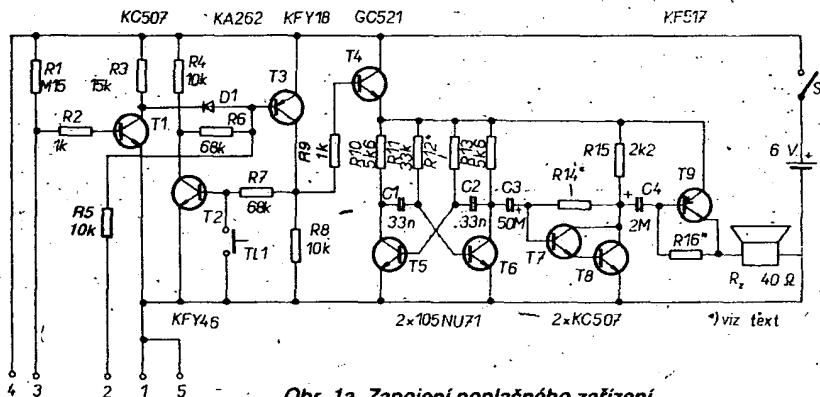 KC507 KA262 KFY18 GC521 KF517
R1 M15
R3 15k
R4 10k
D1
T3
T4
S
R2 1k
T1
R6 68k
R9 1k
R10 5k6
R11 33k
R12*
R13 5k6
R15 2k2
6 V
R5 10k
T2
R7 68k
TL1
R8 10k
C1 33n
C2 33n
C3 50M
R14*
C4 2M
T9
R16*
T5
T6
T7
T8
Rz 40 Ω
KFY46 2×105NU71 2×KC507 *) viz text
4 3 2 1 5
Obr. 1a. Zapojení poplačného zařízení